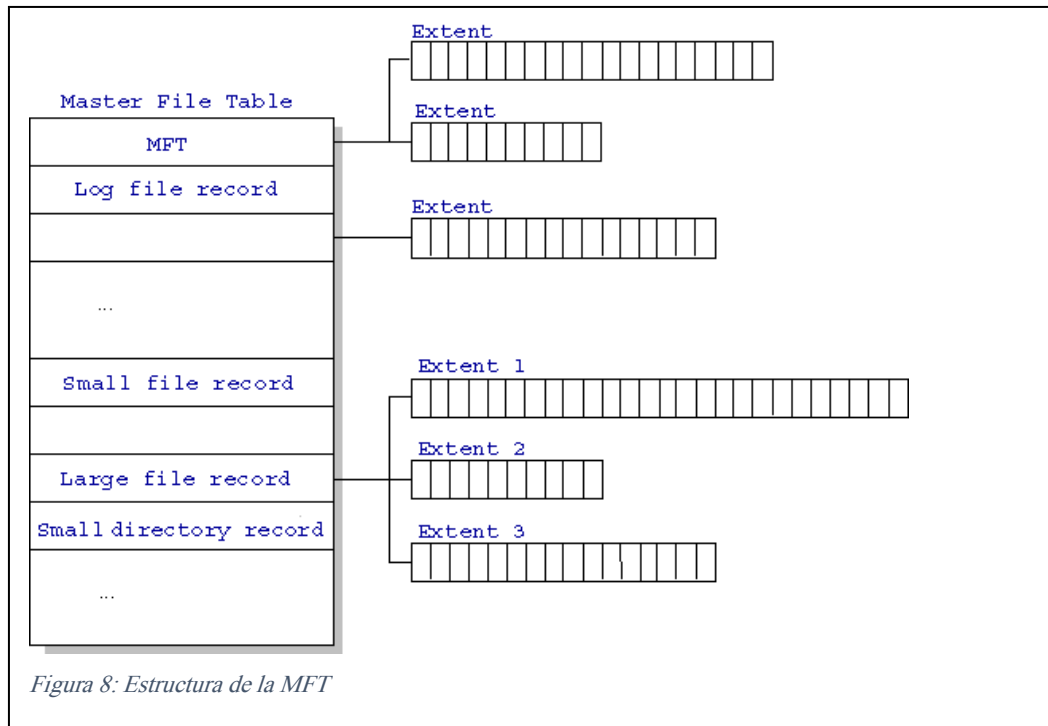 Extent
Extent
Master File Table
MFT
Log file record
Extent
...
Small file record
Extent 1
Large file record
Extent 2
Small directory record
Extent 3
...
Figura 8: Estructura de la MFT